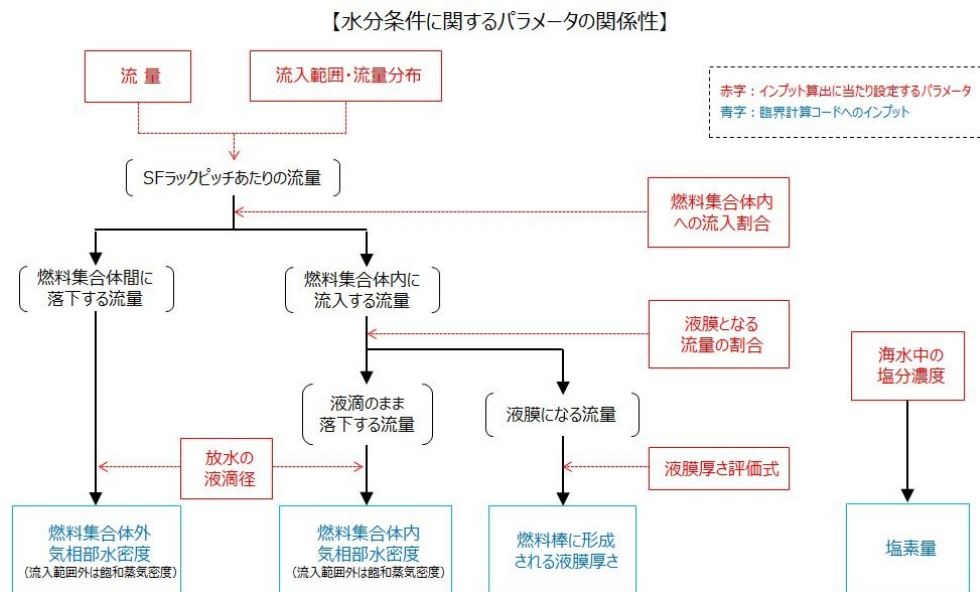 【水分条件に関するパラメータの関係性】
流 量
流入範囲・流量分布
赤字：インプット算出に当たり設定するパラメータ
青字：臨界計算コードへのインプット
SFラックピッチあたりの流量
燃料集合体内
への流入割合
燃料集合体間に
落下する流量
燃料集合体内に
流入する流量
液膜となる
流量の割合
海水中の
塩分濃度
液滴のまま
落下する流量
液膜になる流量
放水の
液滴径
液膜厚さ評価式
燃料集合体外
気相部水密度
（流入範囲外は飽和蒸気密度）
燃料集合体内
気相部水密度
（流入範囲外は飽和蒸気密度）
燃料棒に形成
される液膜厚さ
塩素量